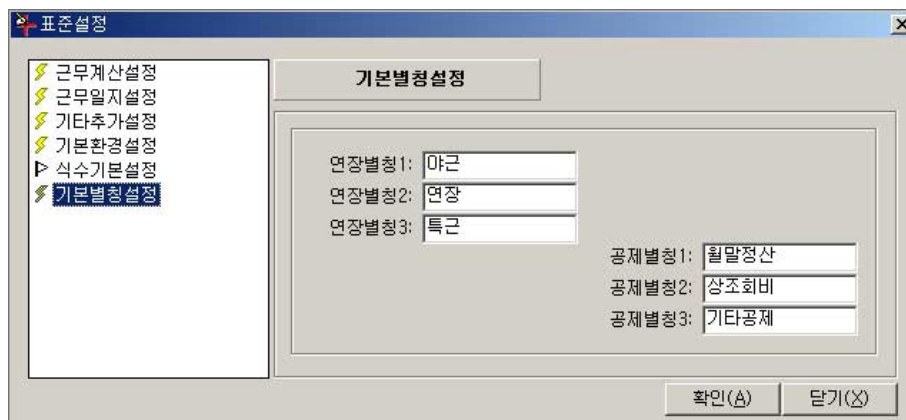 표준설정
근무계산설정
근무일지설정
기타추가설정
기본환경설정
식수기본설정
기본별칭설정
기본별칭설정
연장별칭1: 야근
연장별칭2: 연장
연장별칭3: 특근
공제별칭1: 월말정산
공제별칭2: 상조회비
공제별칭3: 기타공제
확인(A) 닫기(X)